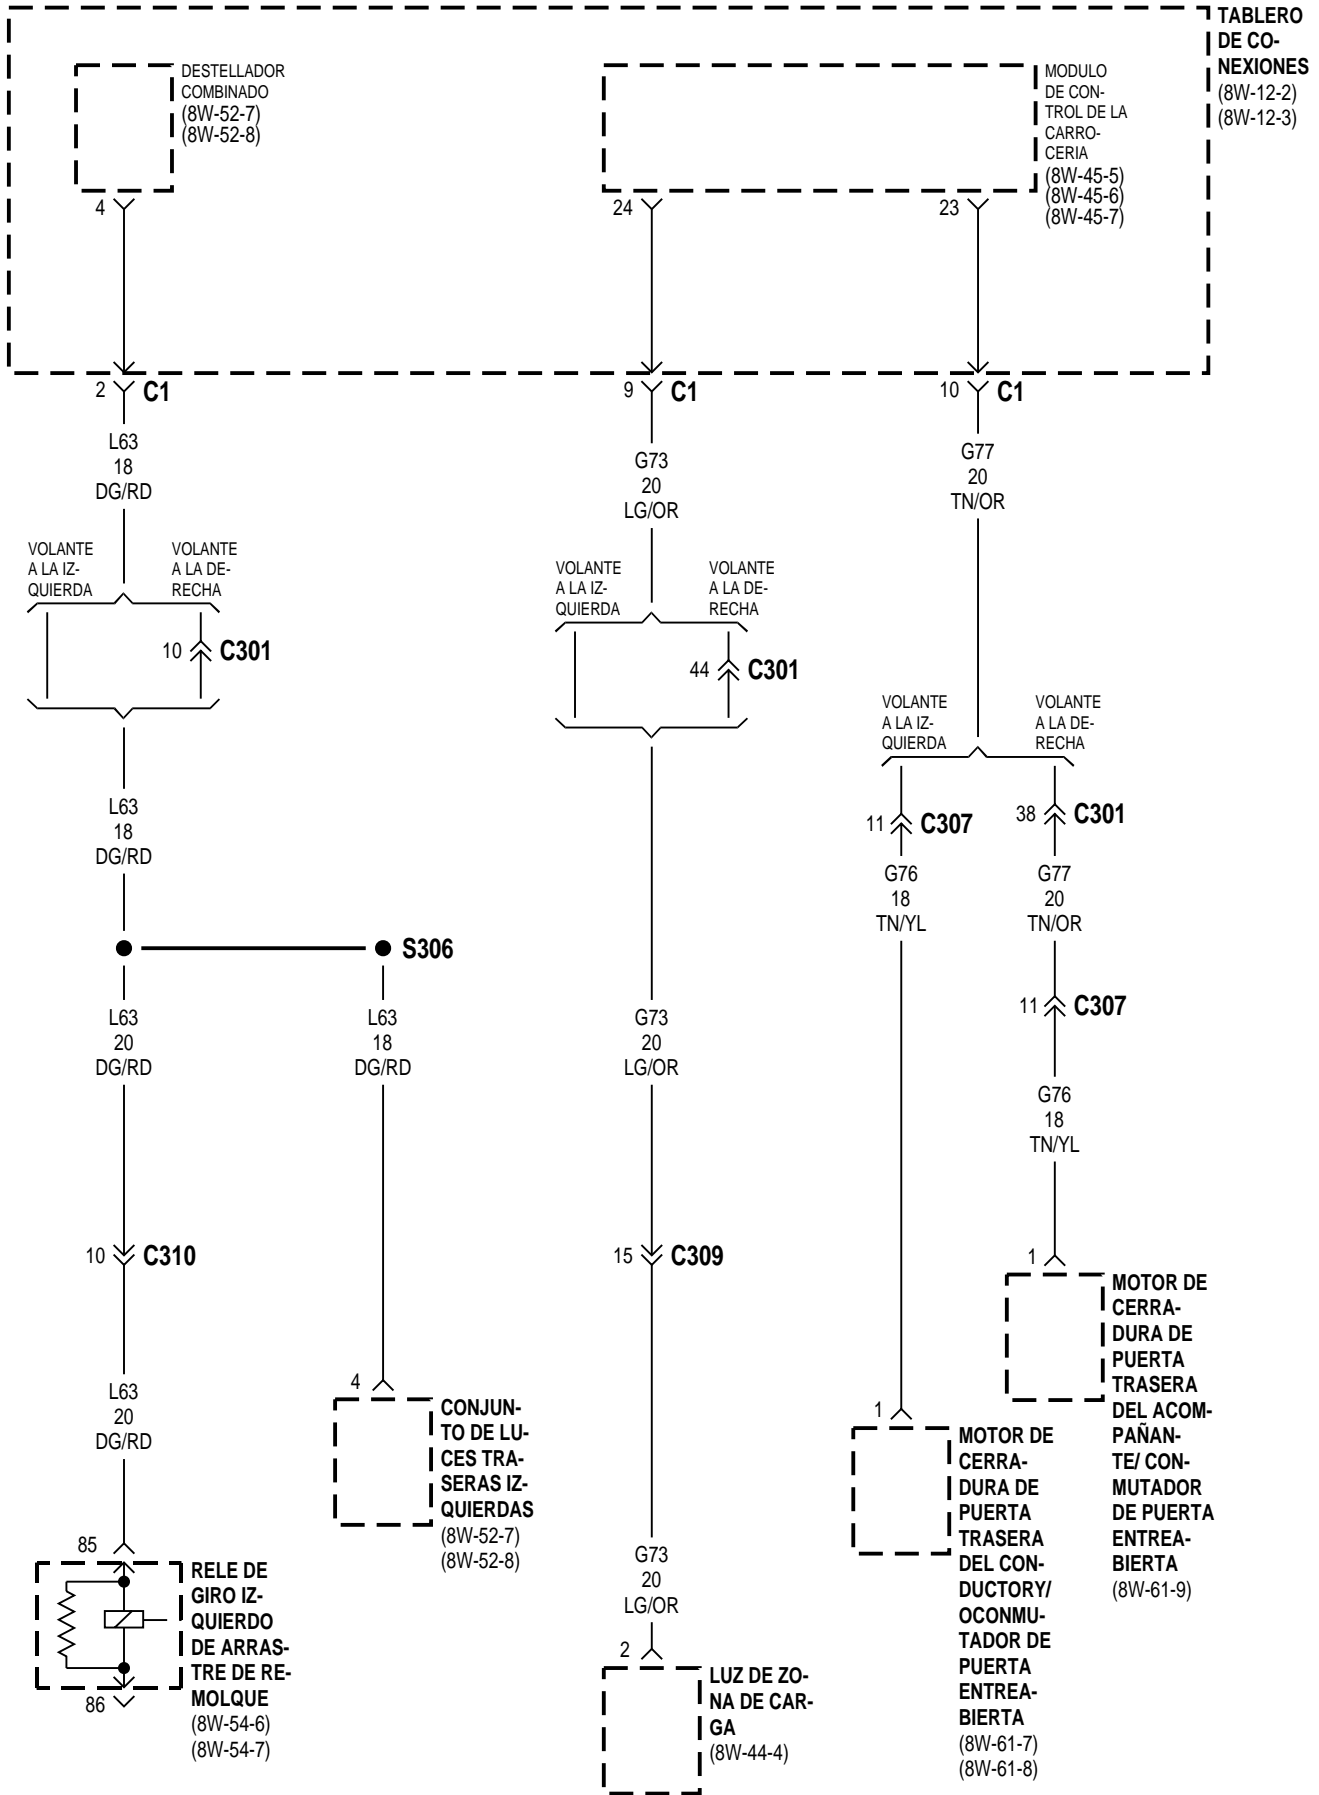 TABLERO
DE CO-
NEXIONES
(8W-12-2)
(8W-12-3)
DESTELLADOR
COMBINADO
(8W-52-7)
(8W-52-8)
MODULO
DE CON-
TROL DE LA
CARRO-
CERIA
(8W-45-5)
(8W-45-6)
(8W-45-7)
4
24
23
2 C1
9 C1
10 C1
L63
18
DG/RD
G73
20
LG/OR
G77
20
TN/OR
VOLANTE
A LA IZ-
QUIERDA
VOLANTE
A LA DE-
RECHA
10 C301
VOLANTE
A LA IZ-
QUIERDA
VOLANTE
A LA DE-
RECHA
44 C301
VOLANTE
A LA IZ-
QUIERDA
VOLANTE
A LA DE-
RECHA
11 C307
38 C301
L63
18
DG/RD
G76
18
TN/YL
G77
20
TN/OR
S306
11 C307
L63
20
DG/RD
L63
18
DG/RD
G73
20
LG/OR
G76
18
TN/YL
10 C310
15 C309
1
MOTOR DE
CERRA-
DURA DE
PUERTA
TRASERA
DEL ACOM-
PAÑAN-
TE/ CON-
MUTADOR
DE PUERTA
ENTREA-
BIERTA
(8W-61-9)
L63
20
DG/RD
4
CONJUN-
TO DE LU-
CES TRA-
SERAS IZ-
QUIERDAS
(8W-52-7)
(8W-52-8)
1
MOTOR DE
CERRA-
DURA DE
PUERTA
TRASERA
DEL CON-
DUCTORY/
OCONMU-
TADOR DE
PUERTA
ENTREA-
BIERTA
(8W-61-7)
(8W-61-8)
85
RELE DE
GIRO IZ-
QUIERDO
DE ARRAS-
TRE DE RE-
MOLQUE
(8W-54-6)
(8W-54-7)
86
G73
20
LG/OR
2
LUZ DE ZO-
NA DE CAR-
GA
(8W-44-4)